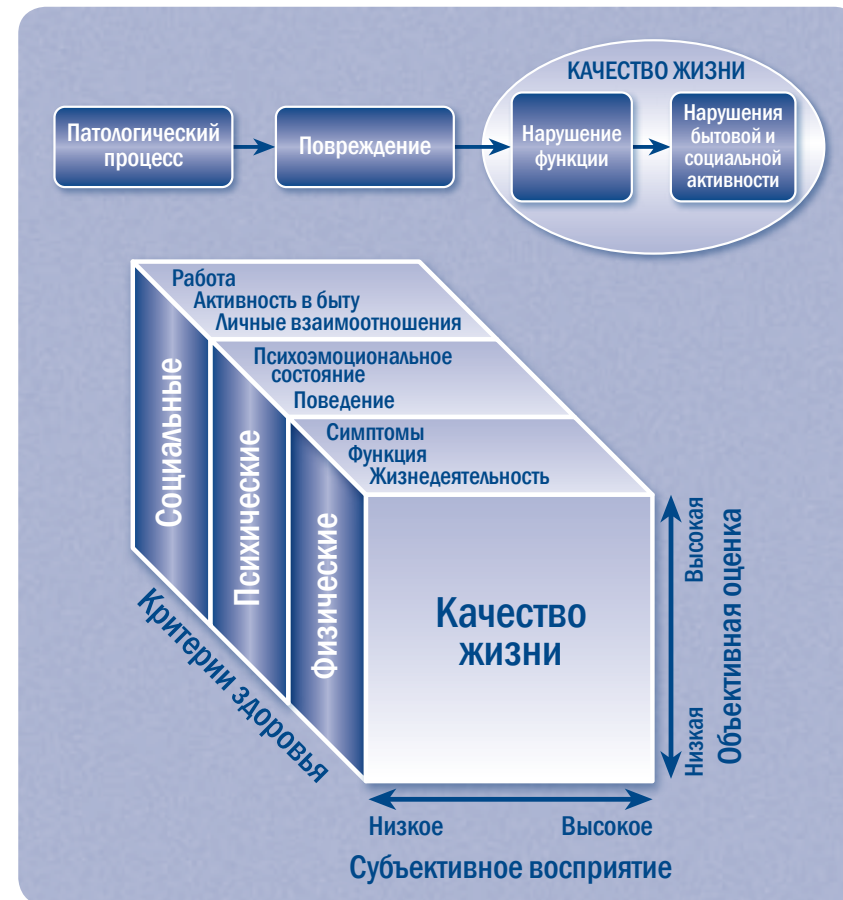 КАЧЕСТВО ЖИЗНИ
Патологический
процесс
Повреждение
Нарушение
функции
Нарушения
бытовой и
социальной
активности
Работа
Активность в быту
Личные взаимоотношения
Психоэмоциональное
состояние
Поведение
Симптомы
Функция
Жизнедеятельность
Социальные
Психические
Физические
Критерии здоровья
Качество
жизни
Высокая
Низкая
Объективная оценка
Низкое
Высокое
Субъективное восприятие